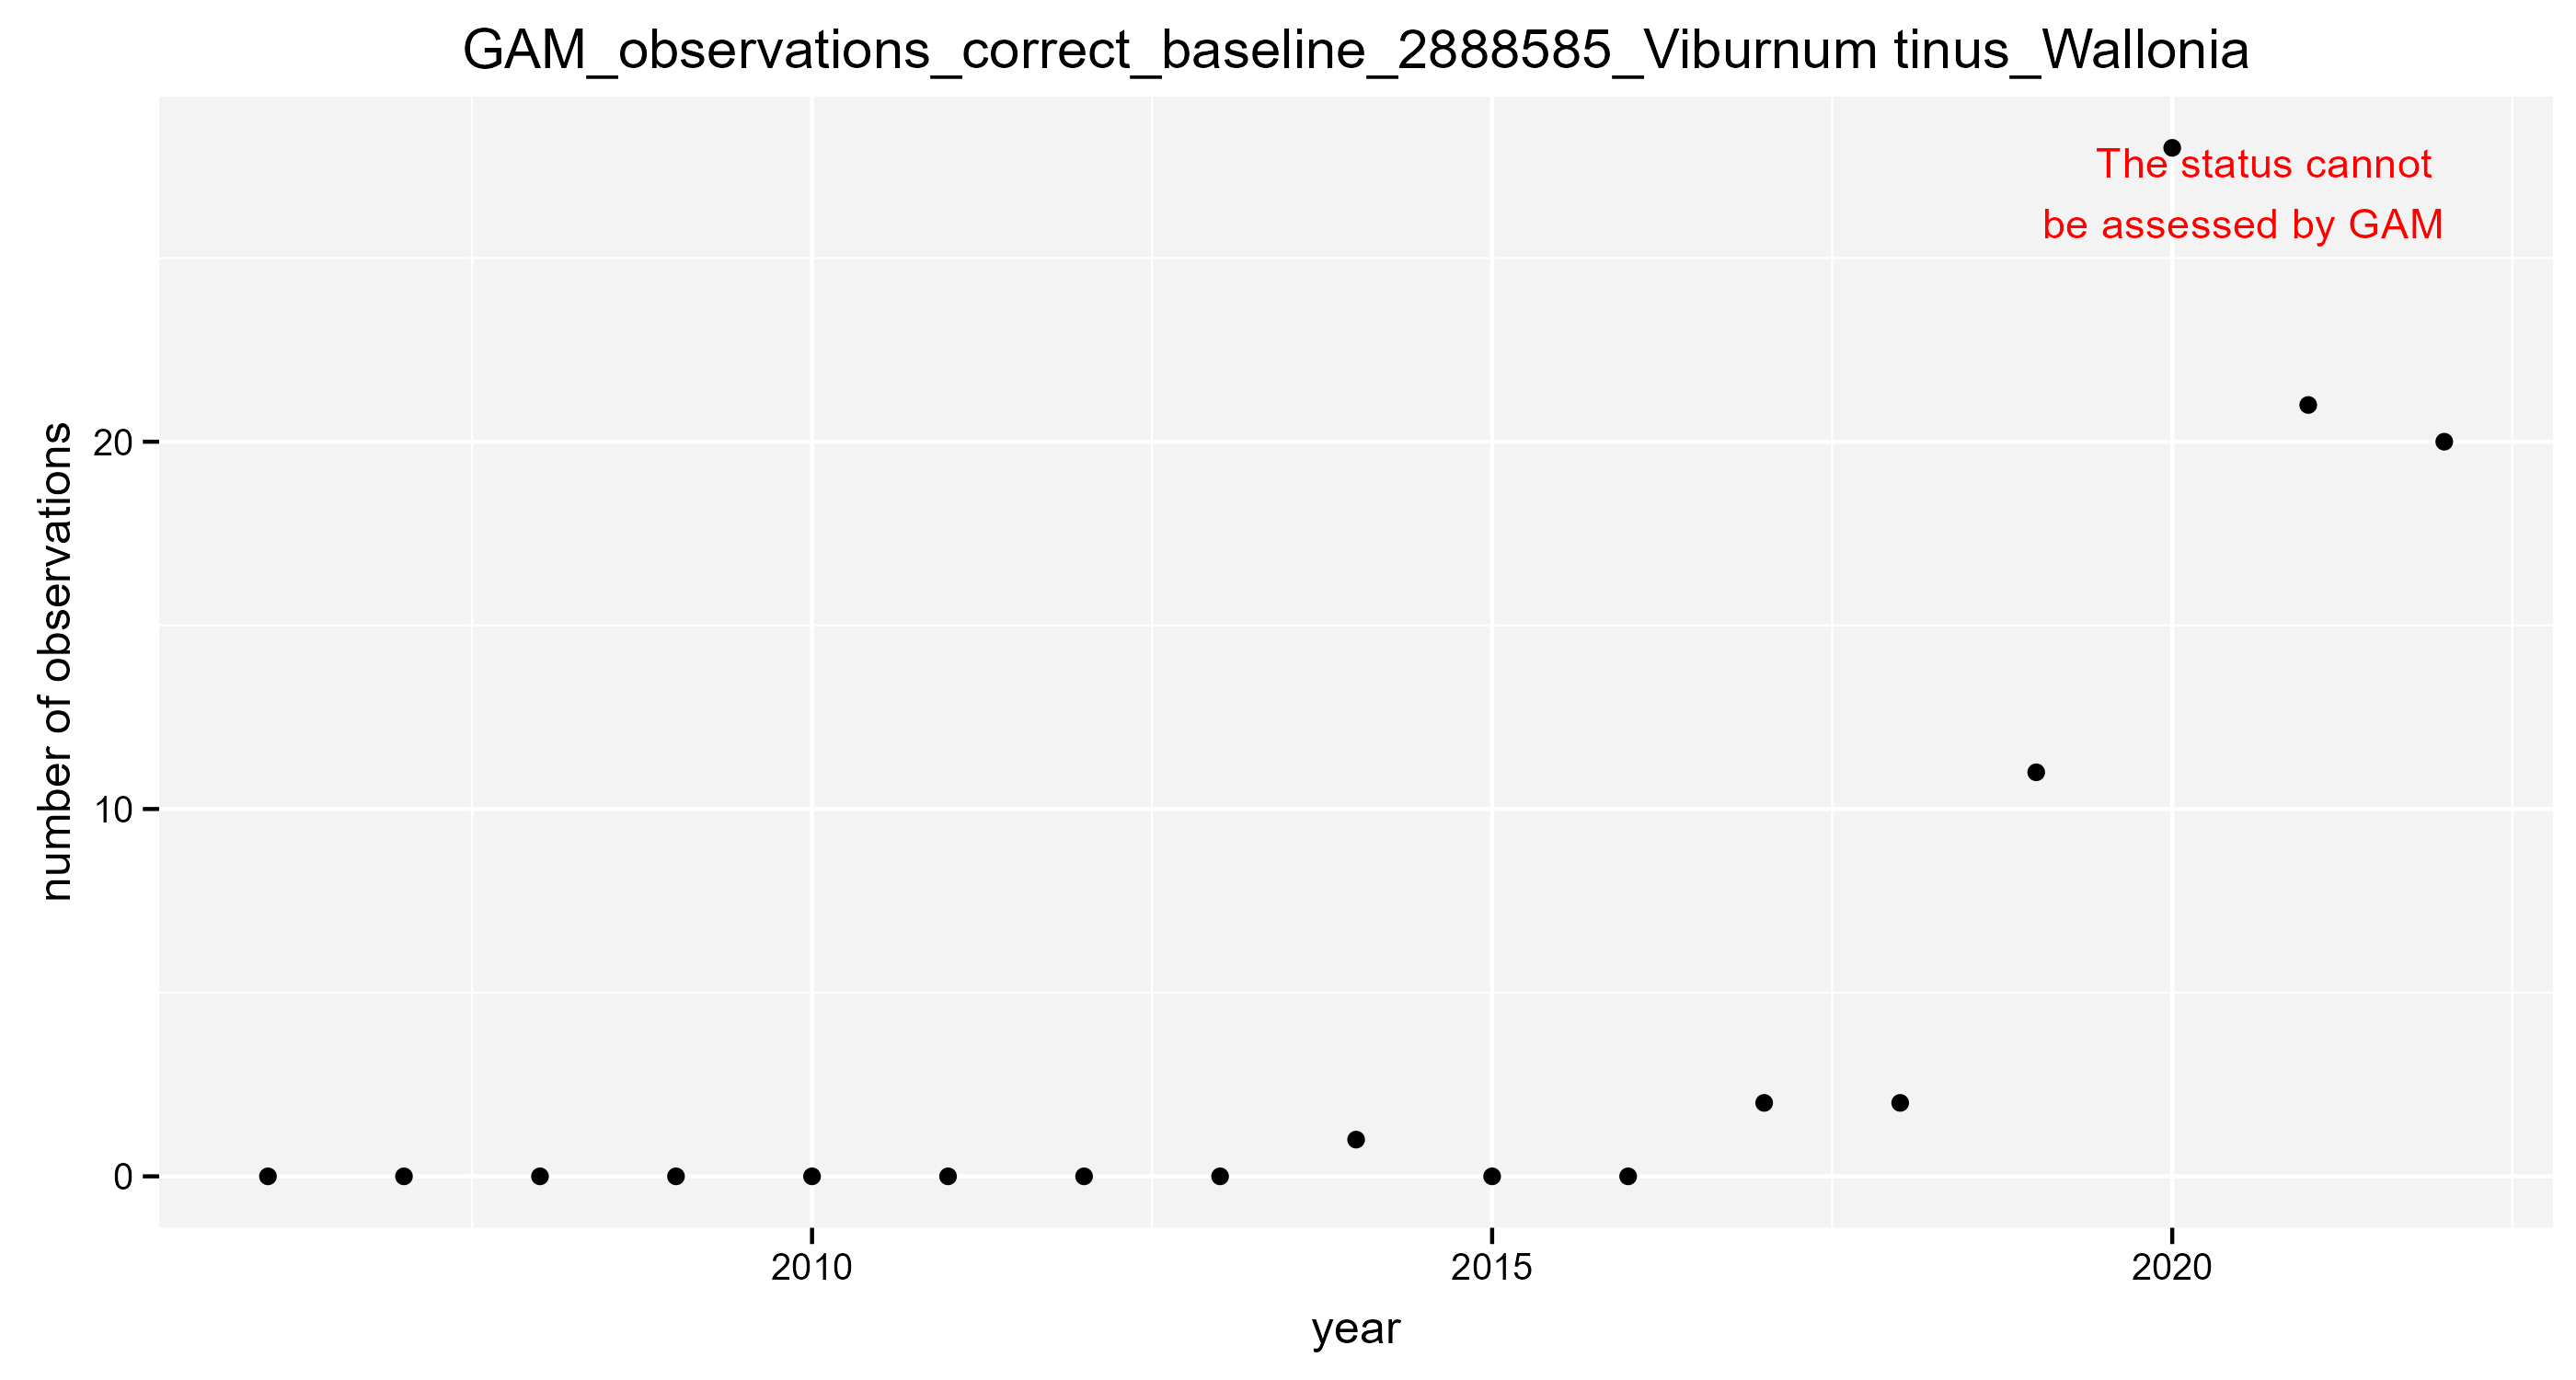 GAM_observations_correct_baseline_2888585_Viburnum tinus_Wallonia
The status cannot
be assessed by GAM
number of observations
20
10
0
2010
2015
2020
year